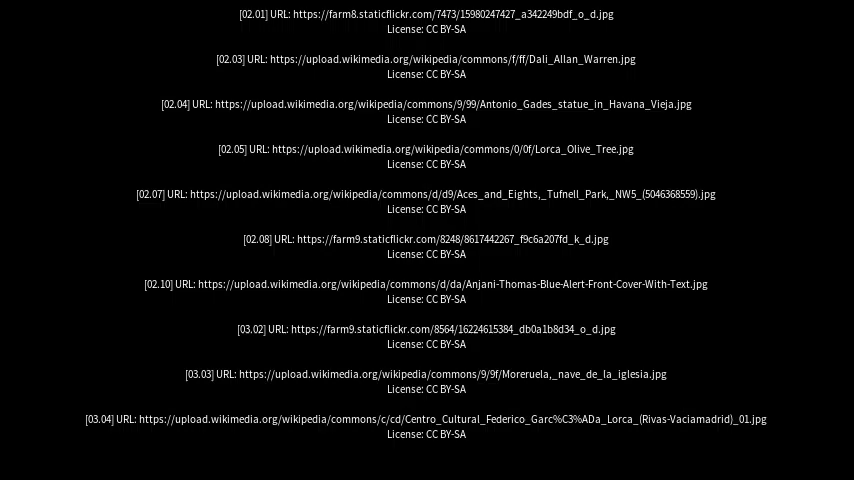 [02.01] URL: https://farm8.staticflickr.com/7473/15980247427_a342249bdf_o_d.jpg
License: CC BY-SA
[02.03] URL: https://upload.wikimedia.org/wikipedia/commons/f/ff/Dali_Allan_Warren.jpg
License: CC BY-SA
[02.04] URL: https://upload.wikimedia.org/wikipedia/commons/9/99/Antonio_Gades_statue_in_Havana_Vieja.jpg
License: CC BY-SA
[02.05] URL: https://upload.wikimedia.org/wikipedia/commons/0/0f/Lorca_Olive_Tree.jpg
License: CC BY-SA
[02.07] URL: https://upload.wikimedia.org/wikipedia/commons/d/d9/Aces_and_Eights,_Tufnell_Park,_NW5_(5046368559).jpg
License: CC BY-SA
[02.08] URL: https://farm9.staticflickr.com/8248/8617442267_f9c6a207fd_k_d.jpg
License: CC BY-SA
[02.10] URL: https://upload.wikimedia.org/wikipedia/commons/d/da/Anjani-Thomas-Blue-Alert-Front-Cover-With-Text.jpg
License: CC BY-SA
[03.02] URL: https://farm9.staticflickr.com/8564/16224615384_db0a1b8d34_o_d.jpg
License: CC BY-SA
[03.03] URL: https://upload.wikimedia.org/wikipedia/commons/9/9f/Moreruela,_nave_de_la_iglesia.jpg
License: CC BY-SA
[03.04] URL: https://upload.wikimedia.org/wikipedia/commons/c/cd/Centro_Cultural_Federico_Garc%C3%ADa_Lorca_(Rivas-Vaciamadrid)_01.jpg
License: CC BY-SA